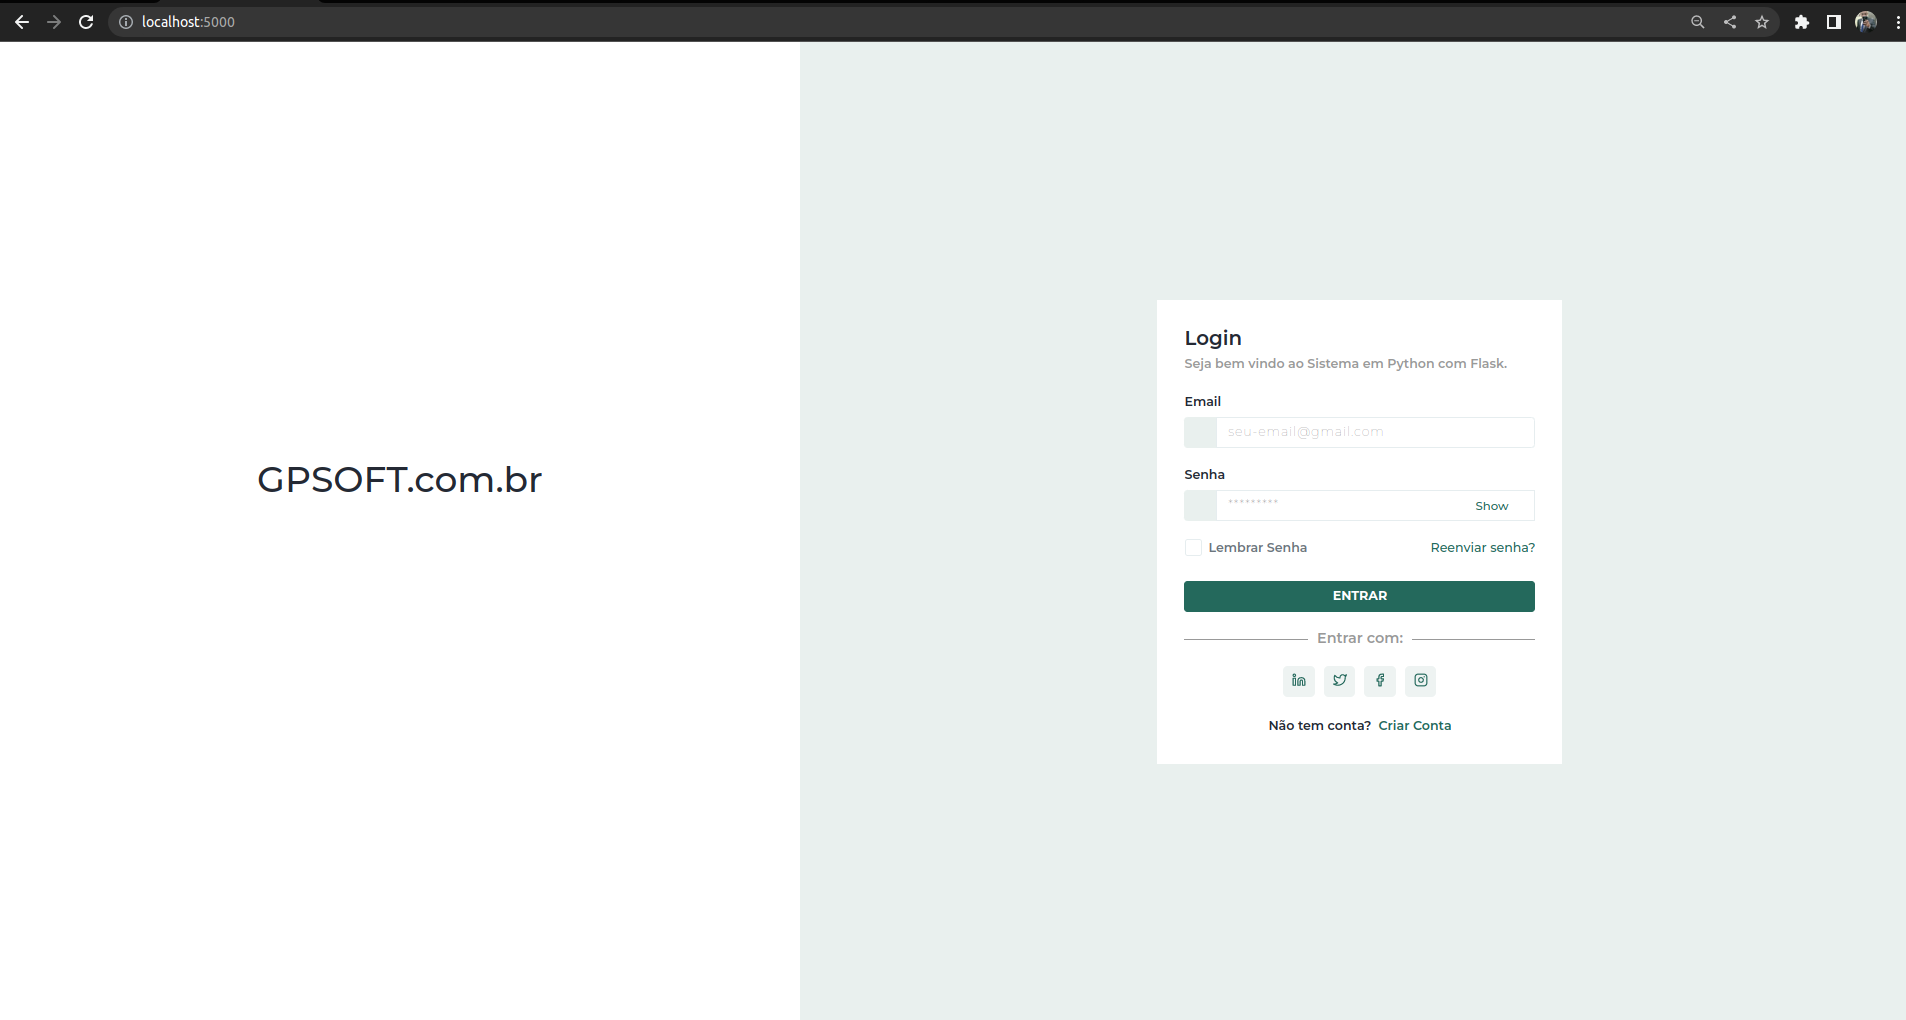 localhost:5000
GPSOFT.com.br
Login
Seja bem vindo ao Sistema em Python com Flask.
Email
seu-email@gmail.com
Senha
*********
Show
Lembrar Senha
Reenviar senha?
ENTRAR
Entrar com:
Não tem conta? Criar Conta